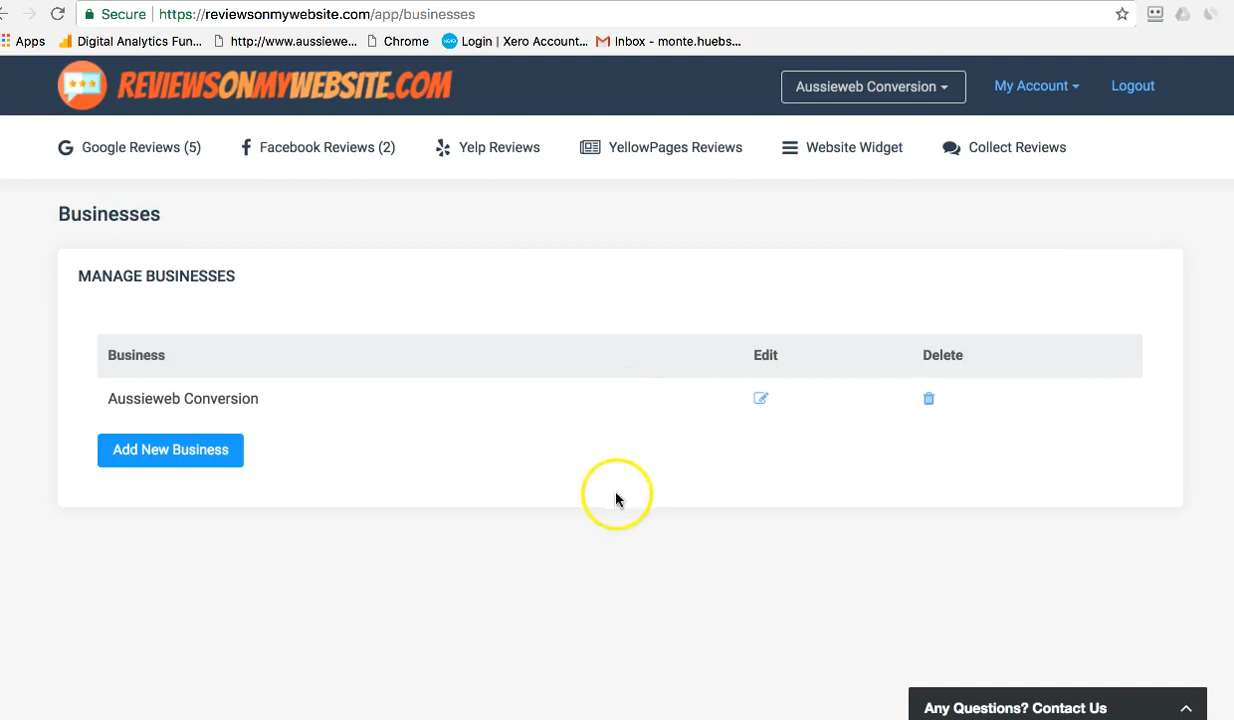 Secure | https://reviewsonmywebsite.com/app/businesses
Apps Digital Analytics Fun... http://www.aussiewe... Chrome Login | Xero Account... Inbox - monte.huebs...
REVIEWSONMYWEBSITE.COM Aussieweb Conversion My Account Logout
Google Reviews (5) Facebook Reviews (2) Yelp Reviews YellowPages Reviews Website Widget Collect Reviews
Businesses
MANAGE BUSINESSES
Business Edit Delete
Aussieweb Conversion
Add New Business
Any Questions? Contact Us